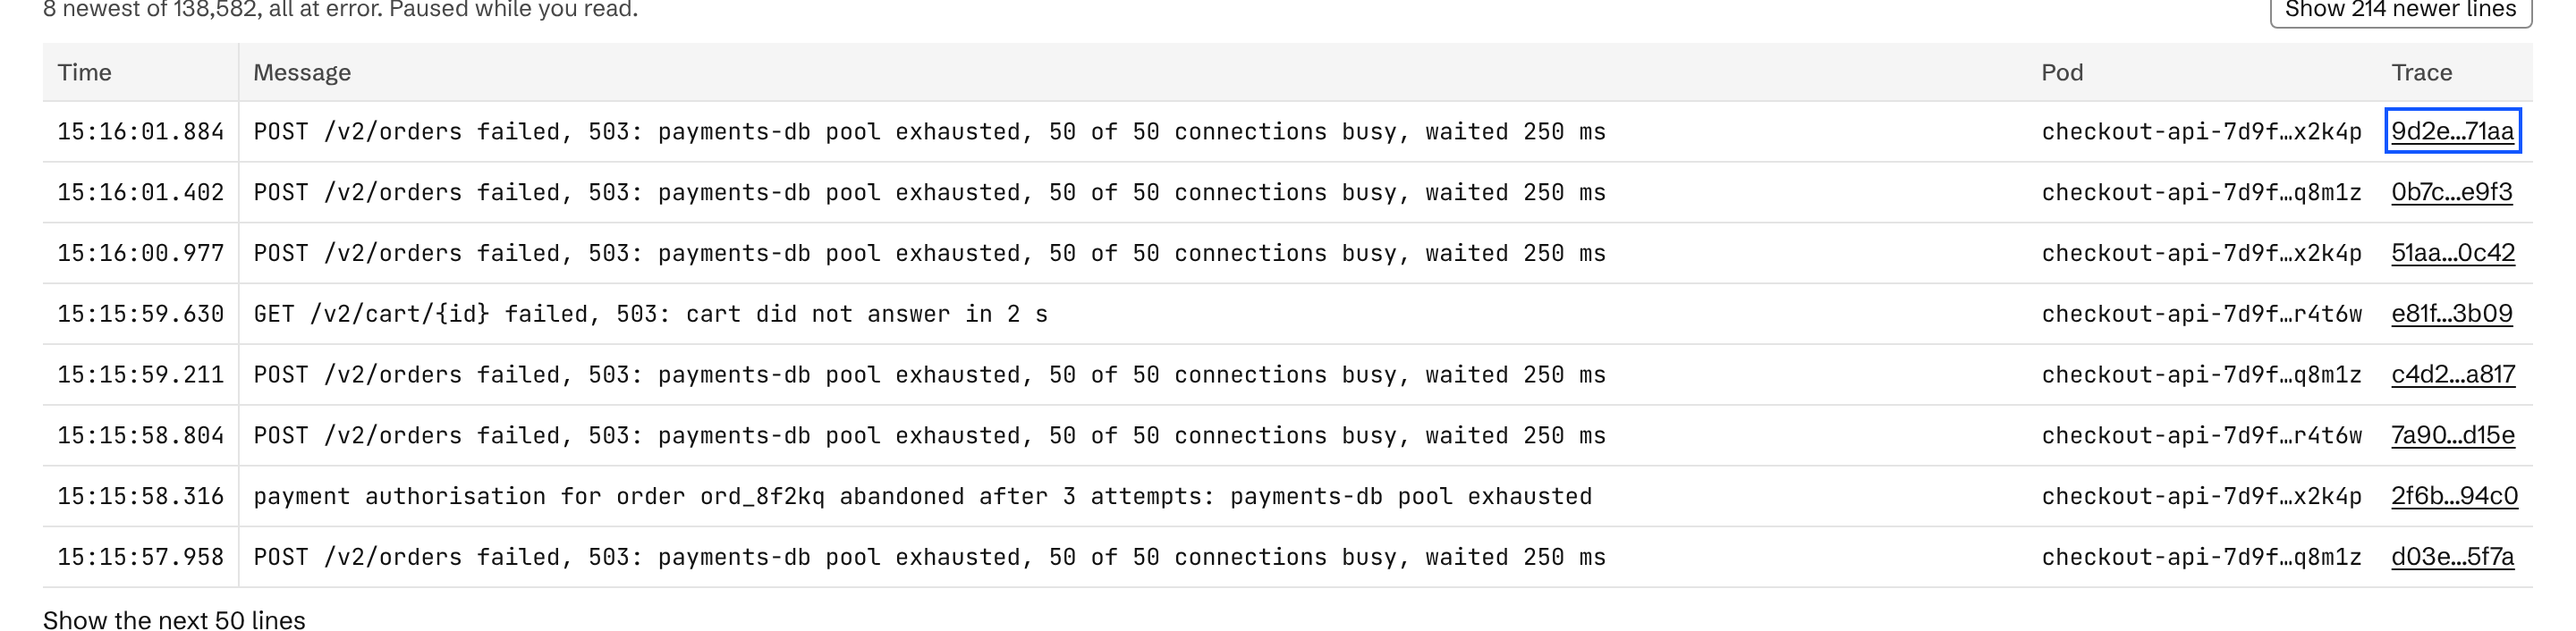 8 newest of 138,582, all at error. Paused while you read.
Show 214 newer lines
Time Message Pod Trace
15:16:01.884 POST /v2/orders failed, 503: payments-db pool exhausted, 50 of 50 connections busy, waited 250 ms checkout-api-7d9f…x2k4p 9d2e…71aa
15:16:01.402 POST /v2/orders failed, 503: payments-db pool exhausted, 50 of 50 connections busy, waited 250 ms checkout-api-7d9f…q8m1z 0b7c…e9f3
15:16:00.977 POST /v2/orders failed, 503: payments-db pool exhausted, 50 of 50 connections busy, waited 250 ms checkout-api-7d9f…x2k4p 51aa…0c42
15:15:59.630 GET /v2/cart/{id} failed, 503: cart did not answer in 2 s checkout-api-7d9f…r4t6w e81f…3b09
15:15:59.211 POST /v2/orders failed, 503: payments-db pool exhausted, 50 of 50 connections busy, waited 250 ms checkout-api-7d9f…q8m1z c4d2…a817
15:15:58.804 POST /v2/orders failed, 503: payments-db pool exhausted, 50 of 50 connections busy, waited 250 ms checkout-api-7d9f…r4t6w 7a90…d15e
15:15:58.316 payment authorisation for order ord_8f2kq abandoned after 3 attempts: payments-db pool exhausted checkout-api-7d9f…x2k4p 2f6b…94c0
15:15:57.958 POST /v2/orders failed, 503: payments-db pool exhausted, 50 of 50 connections busy, waited 250 ms checkout-api-7d9f…q8m1z d03e…5f7a
Show the next 50 lines